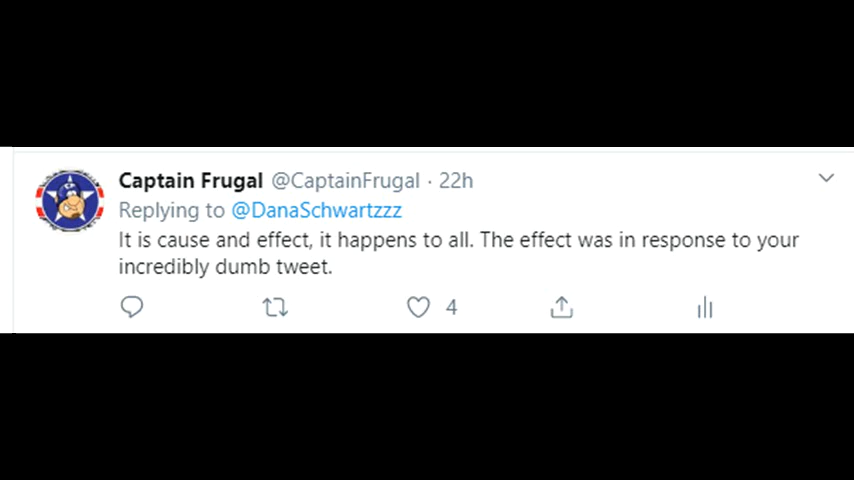 Captain Frugal @CaptainFrugal · 22h
Replying to @DanaSchwartzzz
It is cause and effect, it happens to all. The effect was in response to your
incredibly dumb tweet.
4